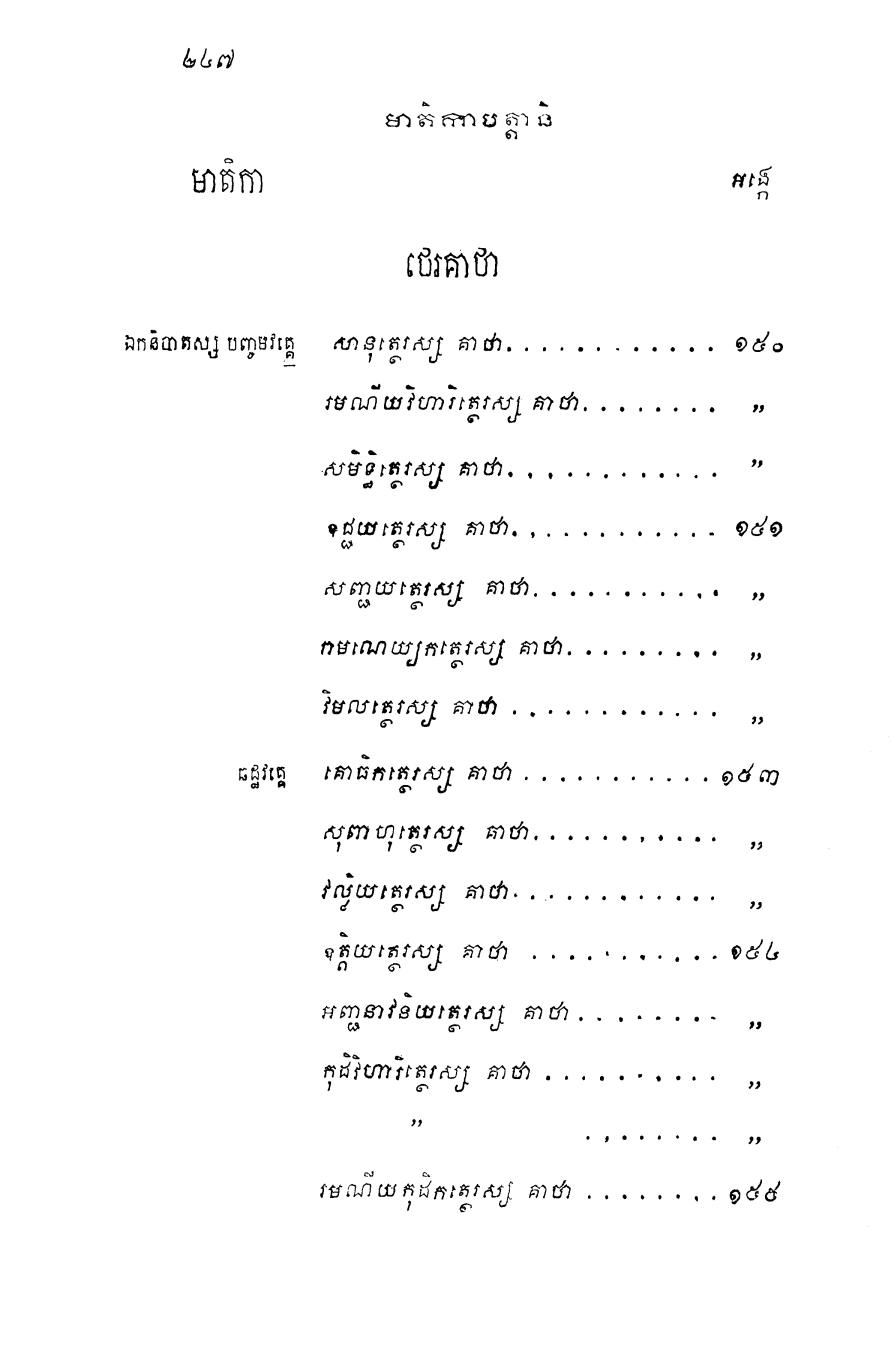 ២៤៧
មាតិកាបត្តានិ
មាតិកា អង្កេ
ថេរគាថា
ឯកនិបាតស្ស បញ្ចមវគ្គេ សានុត្ថេរស្ស គាថា. . . . . . . . . . . . . ១៥០
រមណីយវិហារិត្ថេរស្ស គាថា. . . . . . . . ,,
សមិទ្ធិត្ថេរស្ស គាថា. . . . . . . . . . . . ,,
ឧជ្ជយត្ថេរស្ស គាថា. . . . . . . . . . . . ១៥១
សញ្ជយត្ថេរស្ស គាថា. . . . . . . . . . . ,,
រាមណេយ្យកត្ថេរស្ស គាថា. . . . . . . . . ,,
វិមលត្ថេរស្ស គាថា . . . . . . . . . . . . ,,
ឆដ្ឋវគ្គេ គោធិកត្ថេរស្ស គាថា . . . . . . . . . . . ១៥៣
សុពាហុត្ថេរស្ស គាថា. . . . . . . . . . . ,,
វល្លិយត្ថេរស្ស គាថា. . . . . . . . . . . . ,,
ឧត្តិយត្ថេរស្ស គាថា . . . . . . . . . . . ១៥៤
អញ្ជនាវនិយត្ថេរស្ស គាថា . . . . . . . . ,,
កុដិវិហារិត្ថេរស្ស គាថា . . . . . . . . . . ,,
,, . . . . . . . . ,,
រមណីយកុដិកត្ថេរស្ស គាថា . . . . . . . . ១៥៥